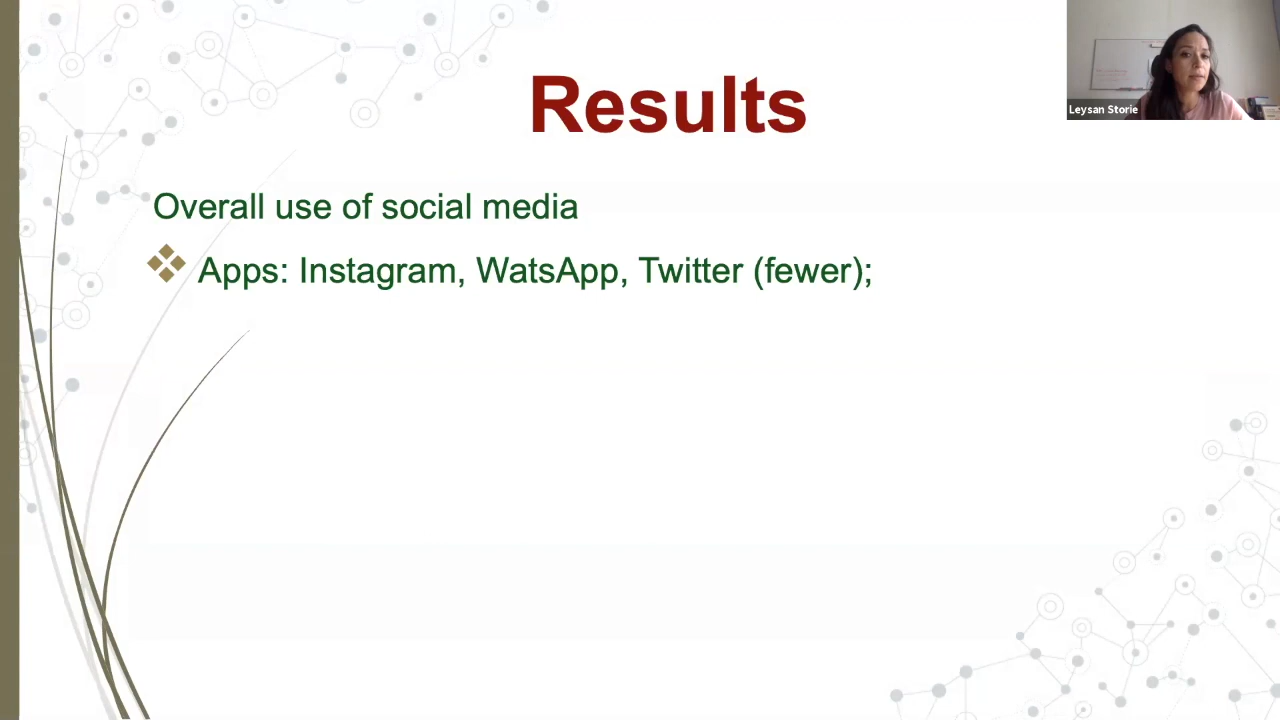 Results
Leysan Storie
Overall use of social media
Apps: Instagram, WatsApp, Twitter (fewer);